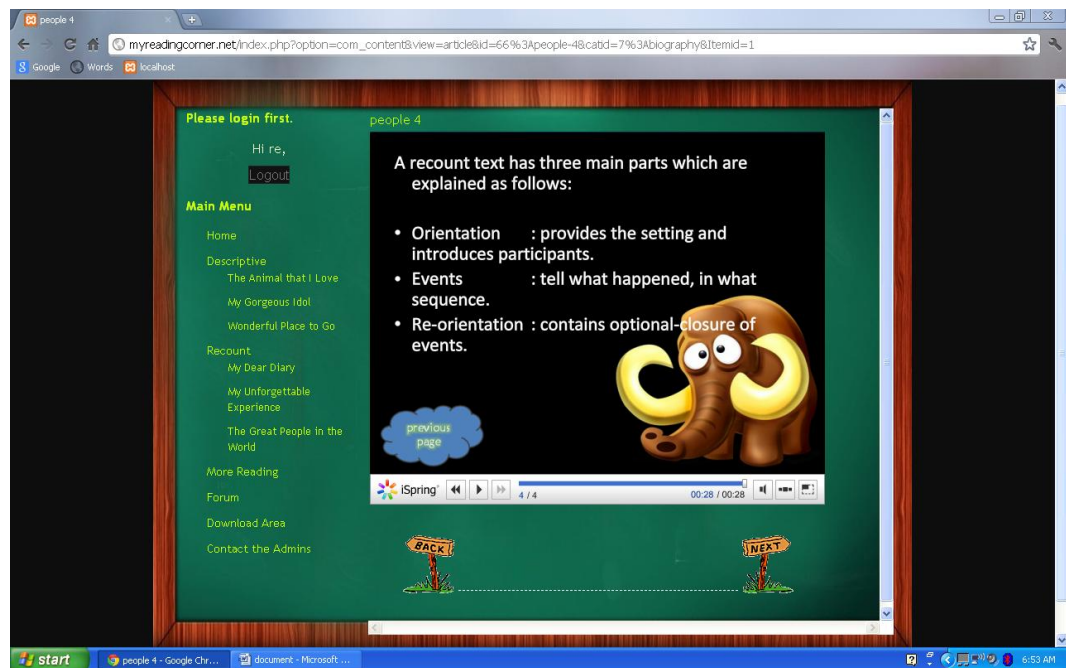 people 4
myreadingcorner.net/index.php?option=com_content&view=article&id=66%3Apeople-4&catid=7%3Abiography&Itemid=1
Google Words localhost
Please login first.
Hi re,
Logout
Main Menu
Home
Descriptive
The Animal that I Love
My Gorgeous Idol
Wonderful Place to Go
Recount
My Dear Diary
My Unforgettable
Experience
The Great People in the
World
More Reading
Forum
Download Area
Contact the Admins
people 4
A recount text has three main parts which are
explained as follows:
• Orientation : provides the setting and
introduces participants.
• Events : tell what happened, in what
sequence.
• Re-orientation : contains optional-closure of
events.
previous
page
iSpring
4 / 4
00:28 / 00:28
BACK
NEXT
start
people 4 - Google Chr...
document - Microsoft ...
6:53 AM